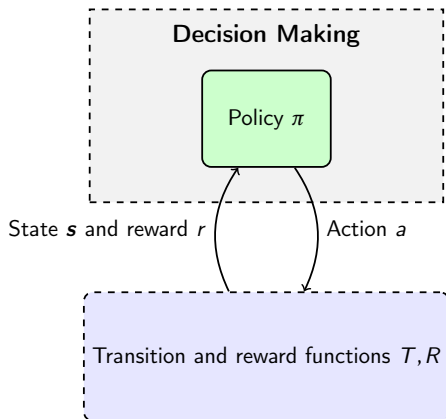 Decision Making
Policy π
State s and reward r
Action a
Transition and reward functions T, R